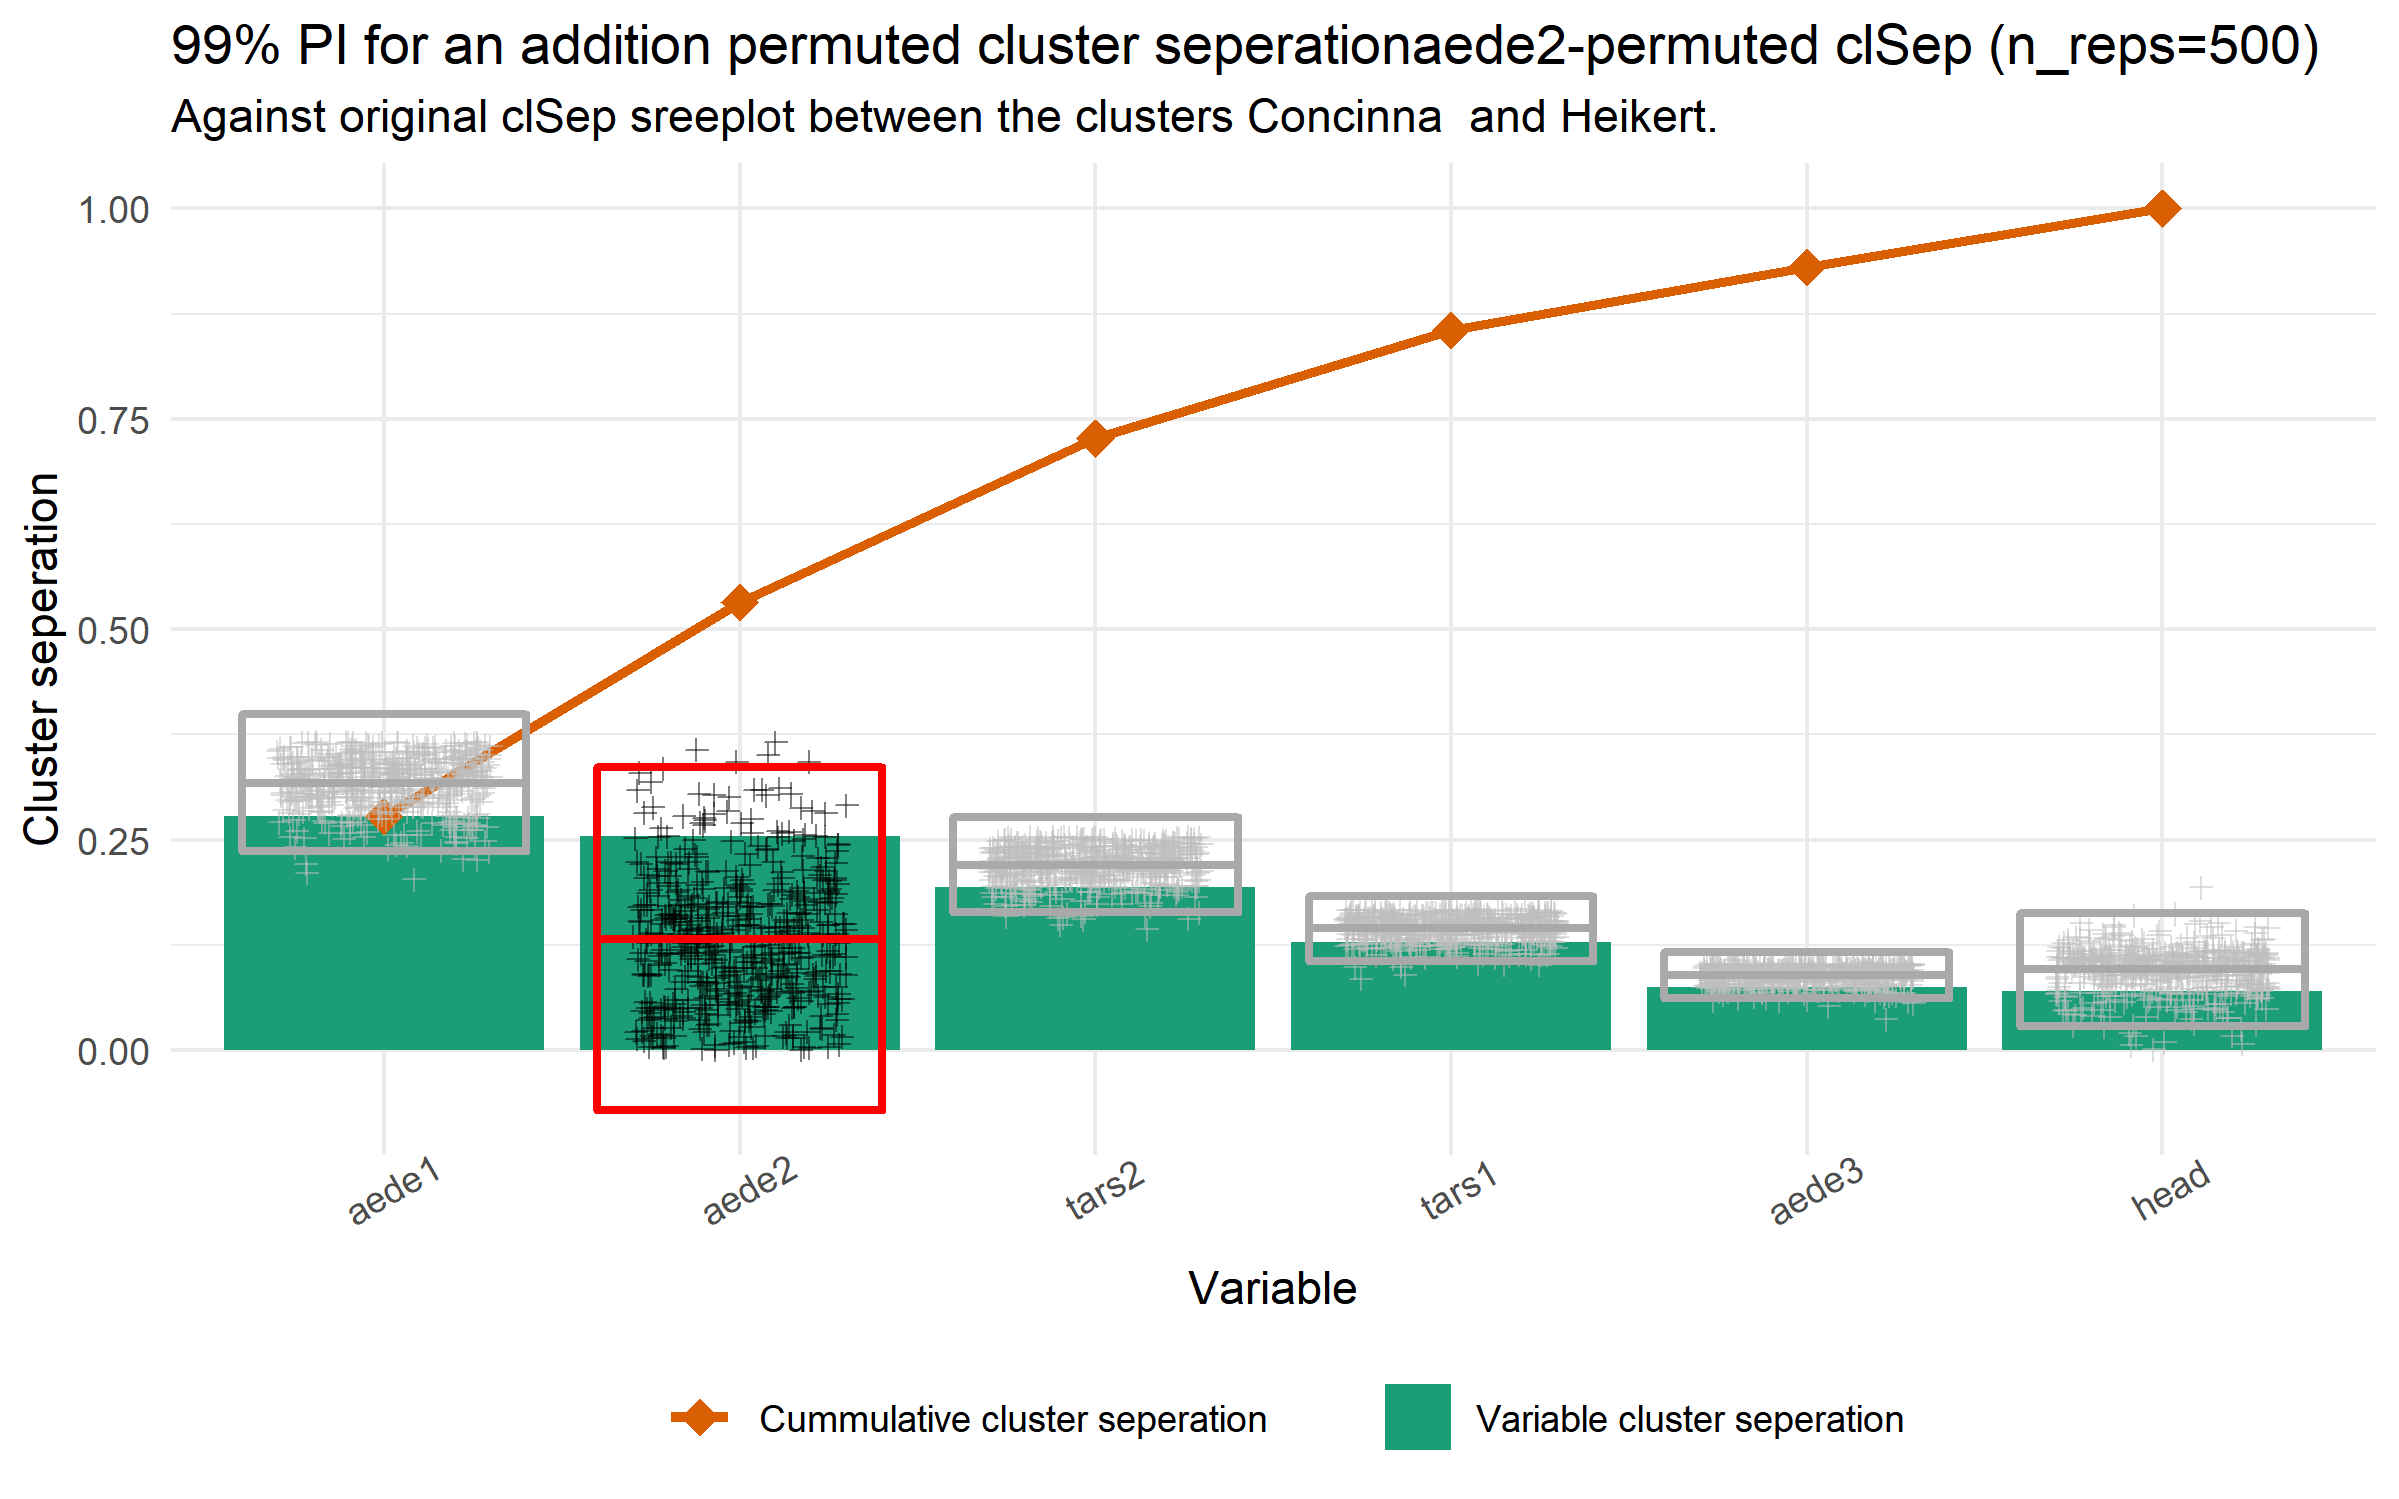 99% PI for an addition permuted cluster seperationaede2-permuted clSep (n_reps=500)
Against original clSep sreeplot between the clusters Concinna  and Heikert.
Cluster seperation
1.00
0.75
0.50
0.25
0.00
aede1
aede2
tars2
tars1
aede3
head
Variable
Cummulative cluster seperation
Variable cluster seperation